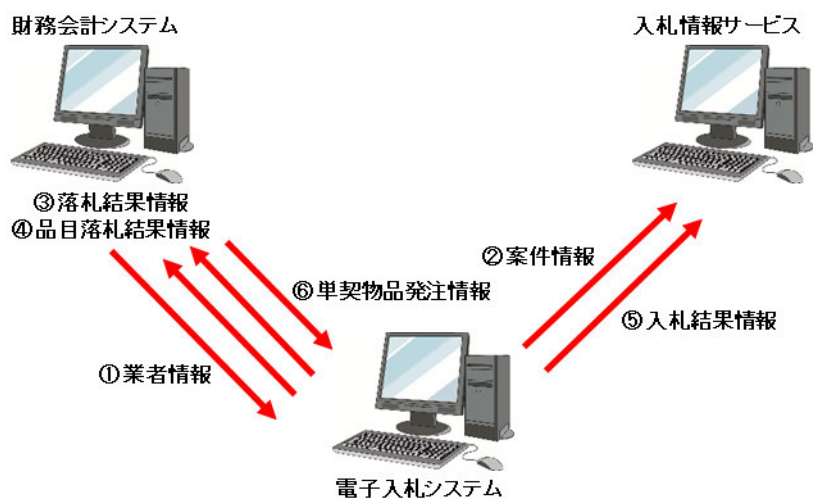 財務会計システム
入札情報サービス
③落札結果情報
④品目落札結果情報
②案件情報
⑥単契物品発注情報
⑤入札結果情報
①業者情報
電子入札システム